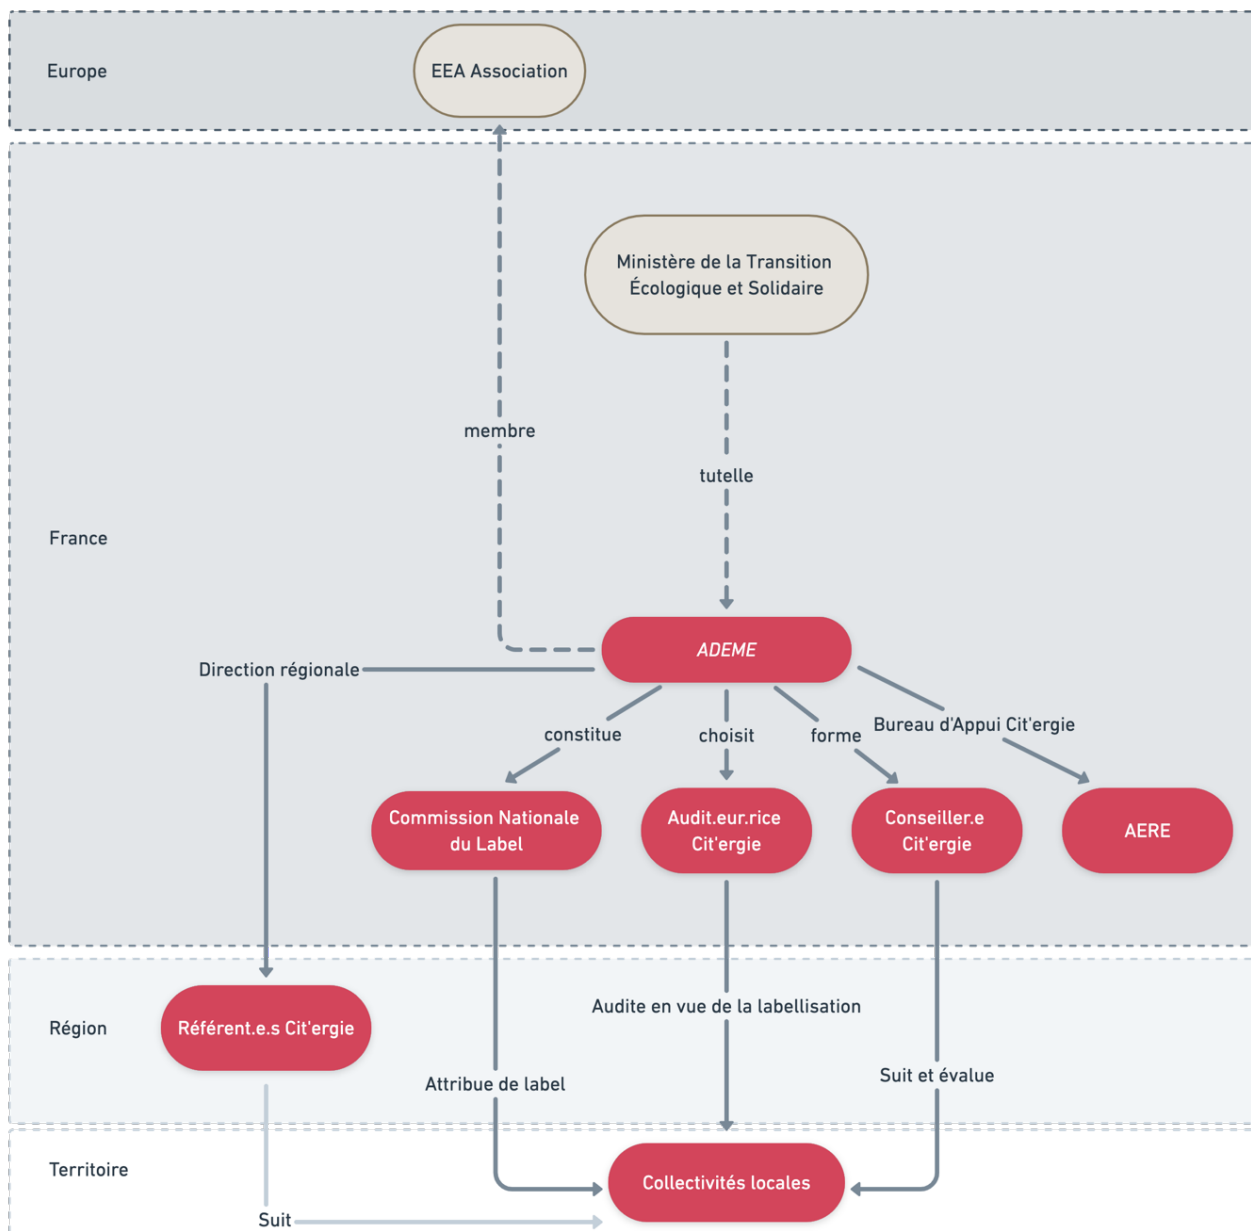 Europe
EEA Association
Ministère de la Transition
Écologique et Solidaire
membre
tutelle
France
ADEME
Direction régionale
Bureau d'Appui Cit'ergie
constitue
choisit
forme
Commission Nationale
du Label
Audit.eur.rice
Cit'ergie
Conseiller.e
Cit'ergie
AERE
Région
Référent.e.s Cit'ergie
Audite en vue de la labellisation
Attribue de label
Suit et évalue
Territoire
Collectivités locales
Suit